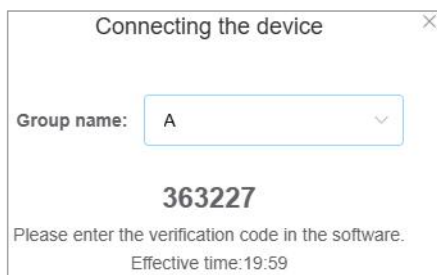 Connecting the device
Group name: A
363227
Please enter the verification code in the software.
Effective time:19:59